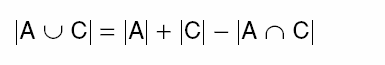 |A ∪ C| = |A| + |C| − |A ∩ C|